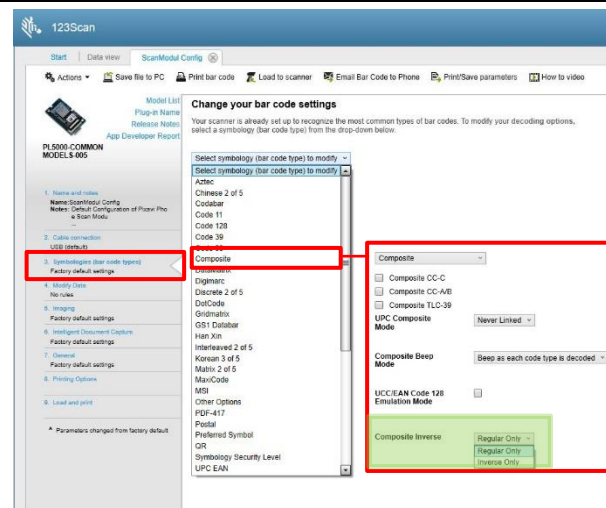 123Scan
Start
Data view
ScanModul Config
Actions
Save file to PC
Print bar code
Load to scanner
Email Bar Code to Phone
Print/Save parameters
How to video
Model List
Plug-in Name
Release Notes
App Developer Report
PL5000-COMMON
MODELS-005
1. Name and notes
Name:ScanModul Config
Notes: Default Configuration of Pixavi Pho
e Scan Modu
...
2. Cable connection
USB (default)
3. Symbologies (bar code types)
Factory default settings
4. Modify Data
No rules
5. Imaging
Factory default settings
6. Intelligent Document Capture
Factory default settings
7. General
Factory default settings
8. Printing Options
9. Load and print
* Parameters changed from factory default
Change your bar code settings
Your scanner is already set up to recognize the most common types of bar codes. To modify your decoding options,
select a symbology (bar code type) from the drop-down below.
Select symbology (bar code type) to modify
Select symbology (bar code type) to modify
Aztec
Chinese 2 of 5
Codabar
Code 11
Code 128
Code 39
Composite
DataMatrix
Digimarc
Discrete 2 of 5
DotCode
Gridmatrix
GS1 Databar
Han Xin
Interleaved 2 of 5
Korean 3 of 5
Matrix 2 of 5
MaxiCode
MSI
Other Options
PDF-417
Postal
Preferred Symbol
QR
Symbology Security Level
UPC EAN
Composite
Composite CC-C
Composite CC-A/B
Composite TLC-39
UPC Composite
Mode
Never Linked
Composite Beep
Mode
Beep as each code type is decoded
UCC/EAN Code 128
Emulation Mode
Composite Inverse
Regular Only
Regular Only
Inverse Only